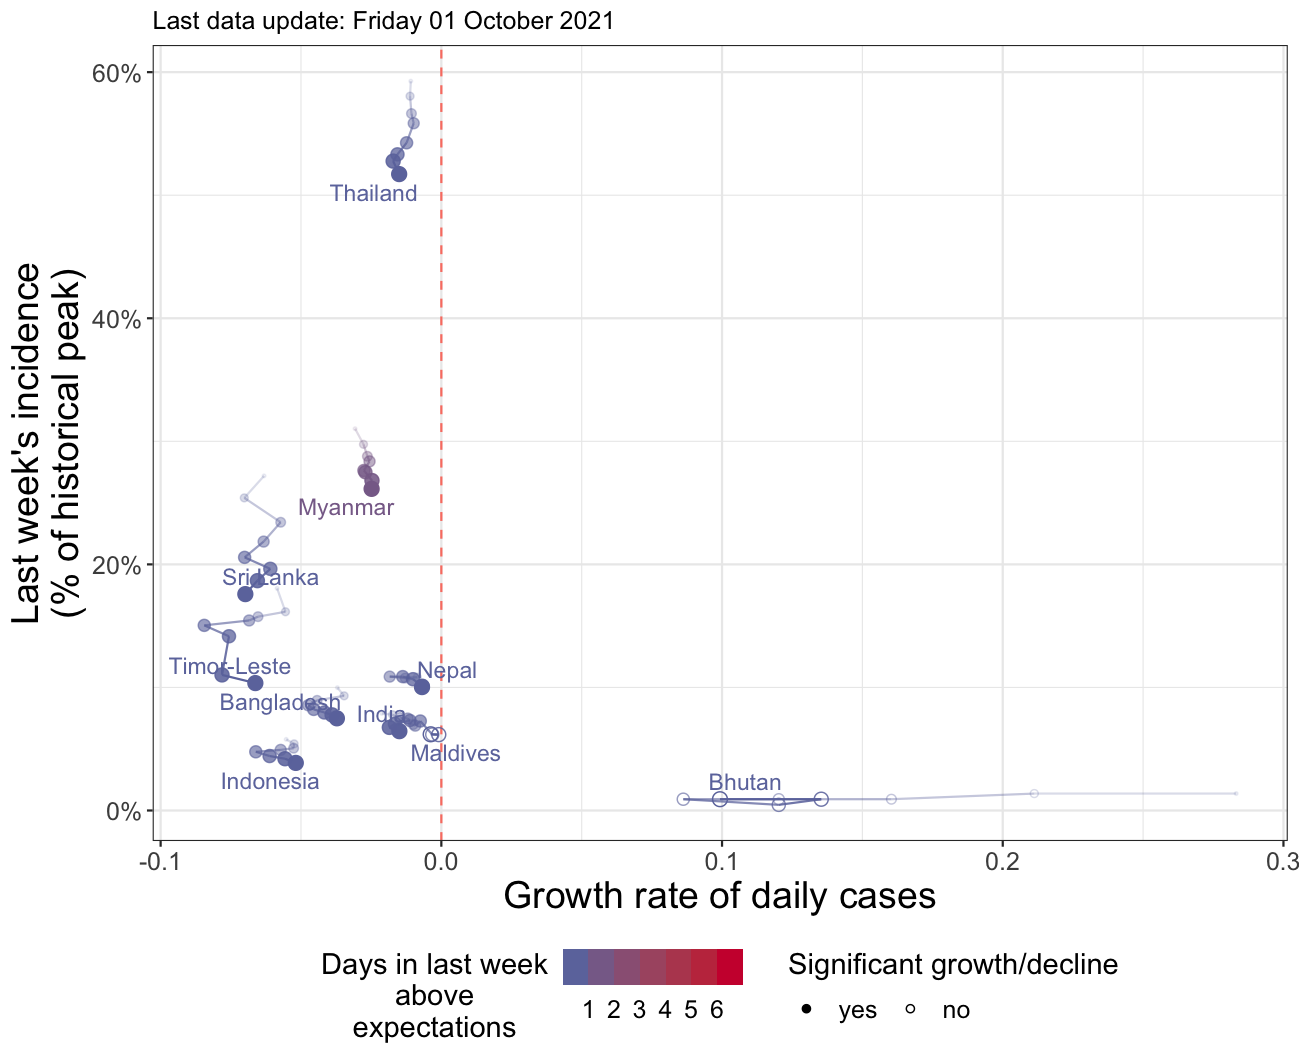 Last data update: Friday 01 October 2021
Last week's incidence
(% of historical peak)
60%
40%
20%
0%
Thailand
Myanmar
Sri Lanka
Timor-Leste
Nepal
Bangladesh
India
Maldives
Indonesia
Bhutan
-0.1 0.0 0.1 0.2 0.3
Growth rate of daily cases
Days in last week
above
expectations
1 2 3 4 5 6
Significant growth/decline
yes no